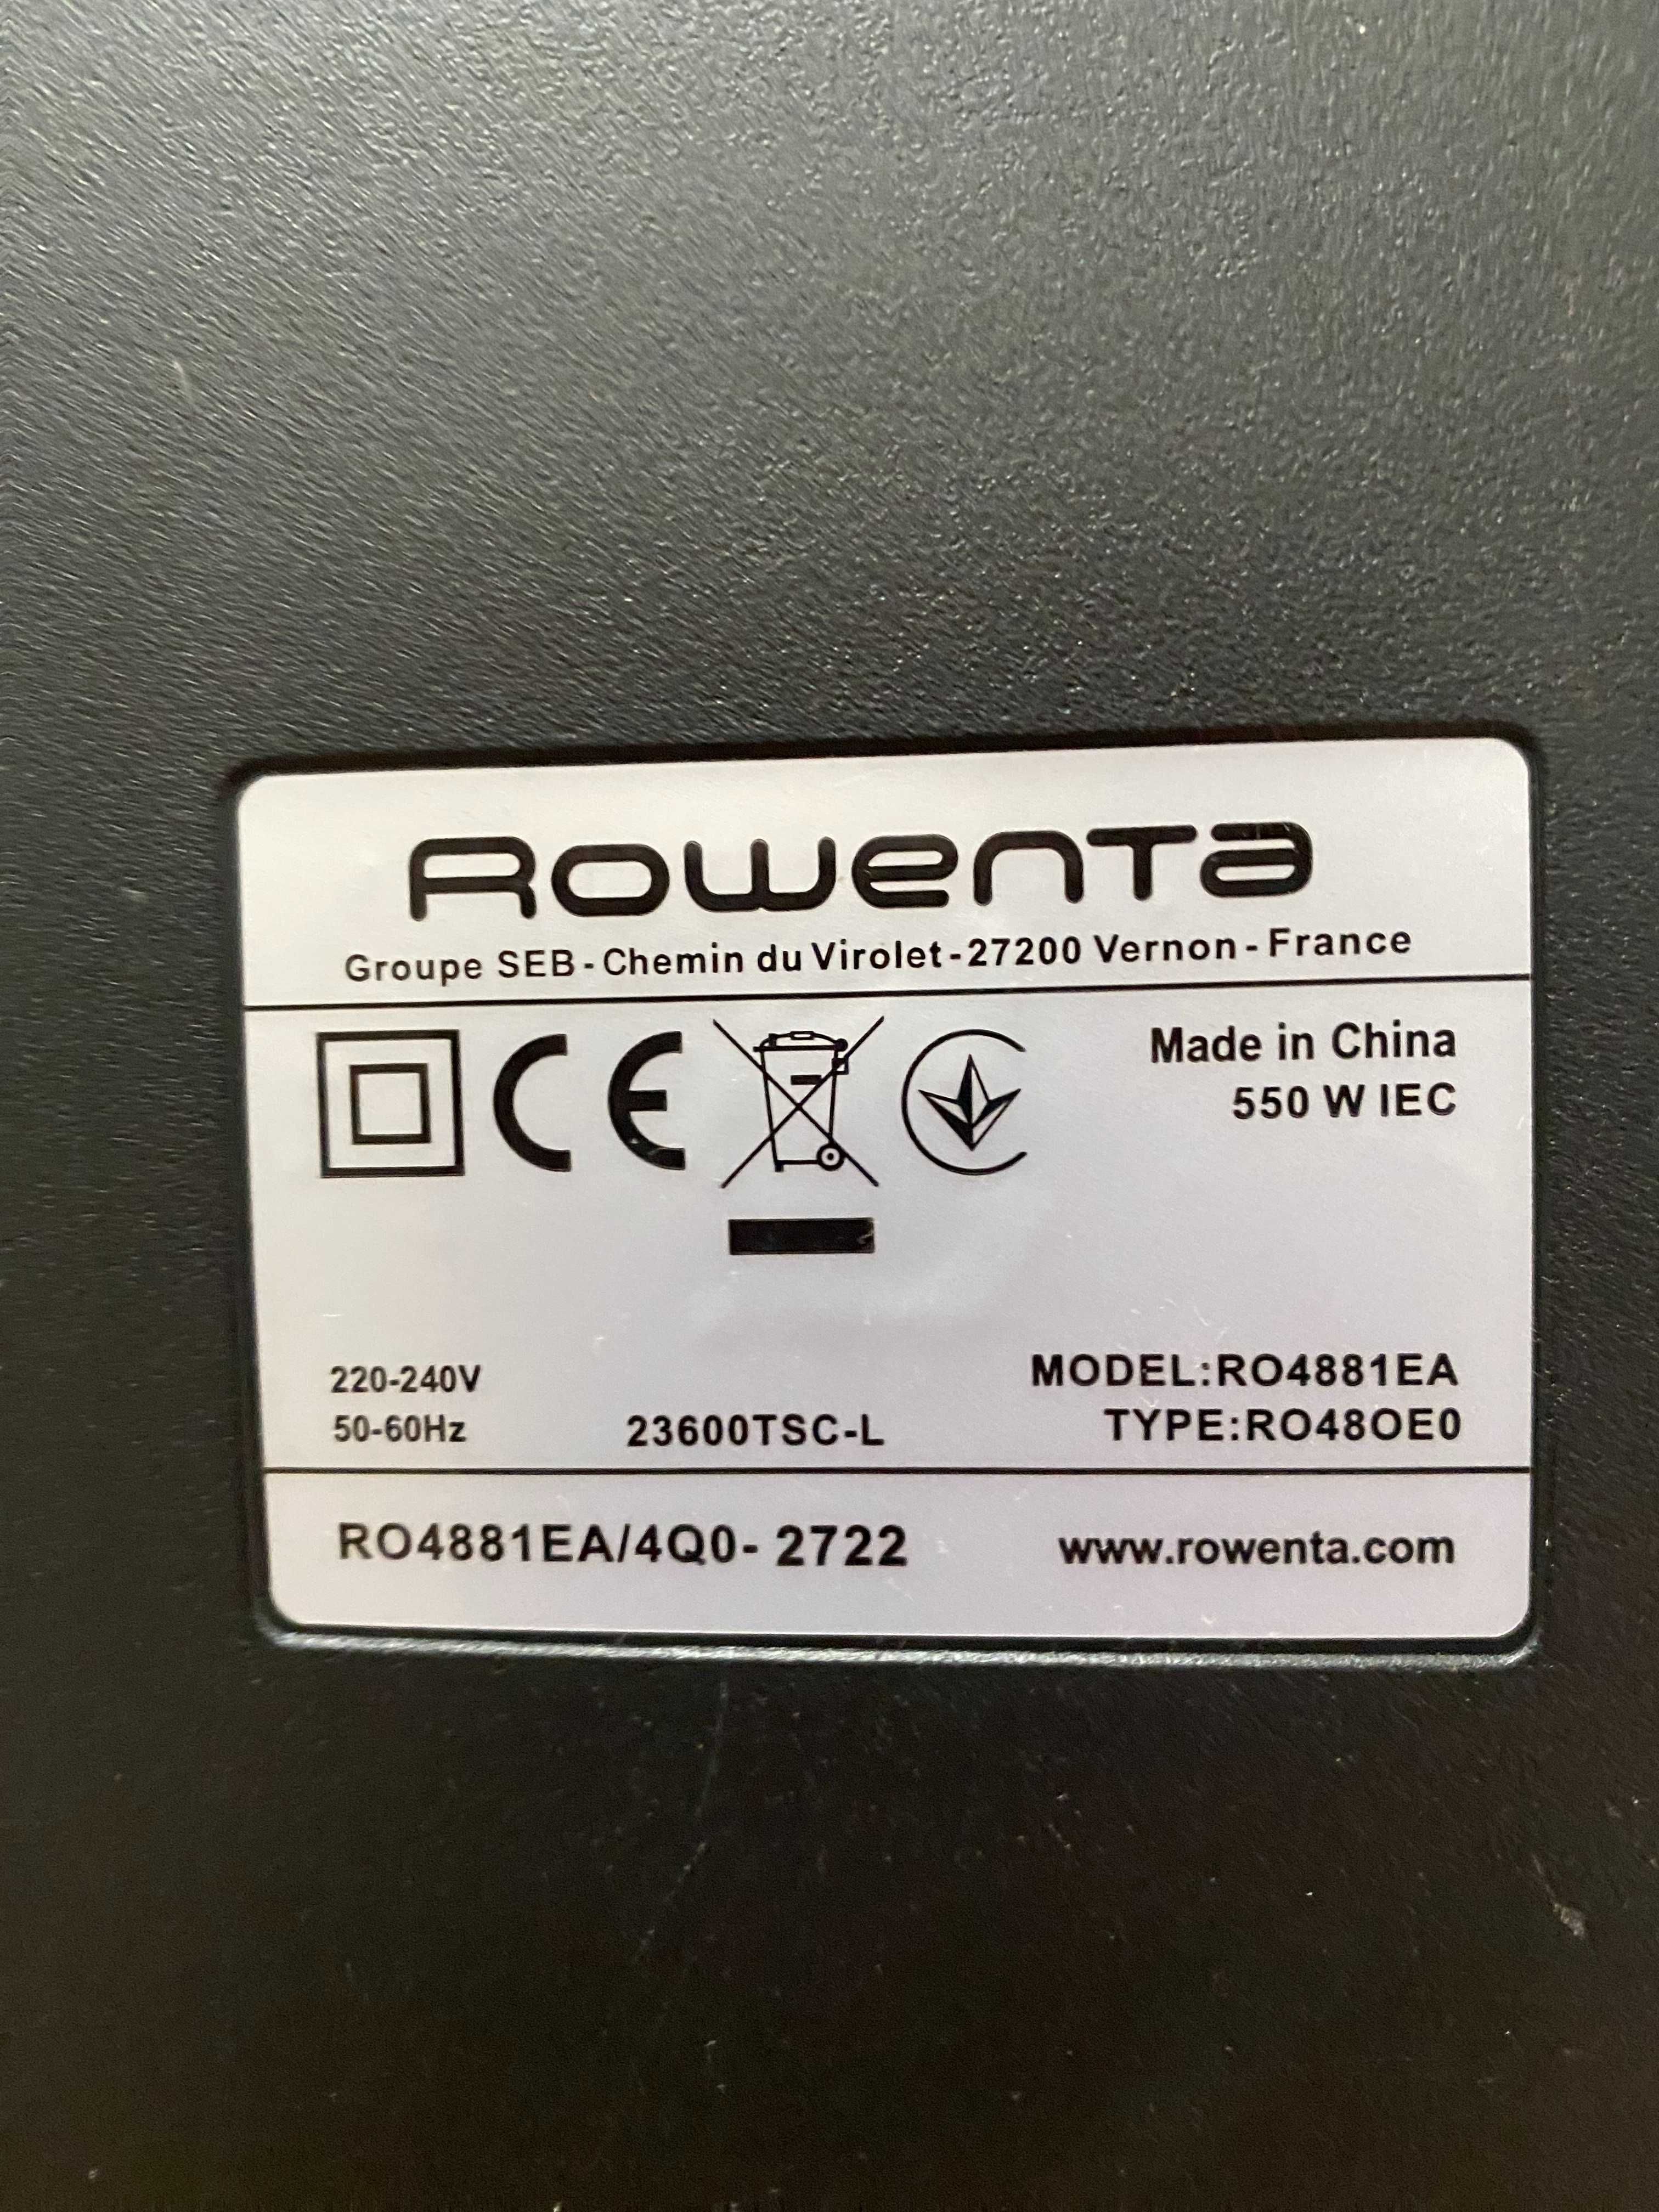 Rowenta
Groupe SEB - Chemin du Virolet - 27200 Vernon - France
CE
Made in China
550 W IEC
220-240V
50-60Hz
23600TSC-L
MODEL:RO4881EA
TYPE:RO48OE0
RO4881EA/4Q0- 2722
www.rowenta.com